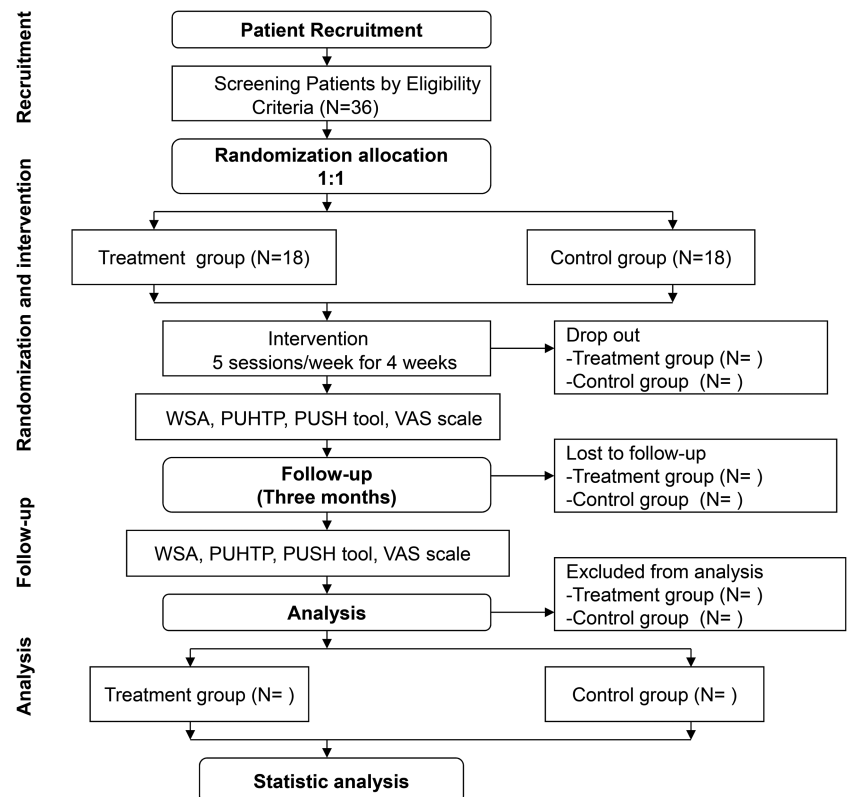 Recruitment
Patient Recruitment
Screening Patients by Eligibility
Criteria (N=36)
Randomization and intervention
Randomization allocation
1:1
Treatment group (N=18)
Control group (N=18)
Intervention
5 sessions/week for 4 weeks
Drop out
-Treatment group (N= )
-Control group (N= )
WSA, PUHTP, PUSH tool, VAS scale
Follow-up
Follow-up
(Three months)
Lost to follow-up
-Treatment group (N= )
-Control group (N= )
WSA, PUHTP, PUSH tool, VAS scale
Analysis
Analysis
Excluded from analysis
-Treatment group (N= )
-Control group (N= )
Treatment group (N= )
Control group (N= )
Statistic analysis